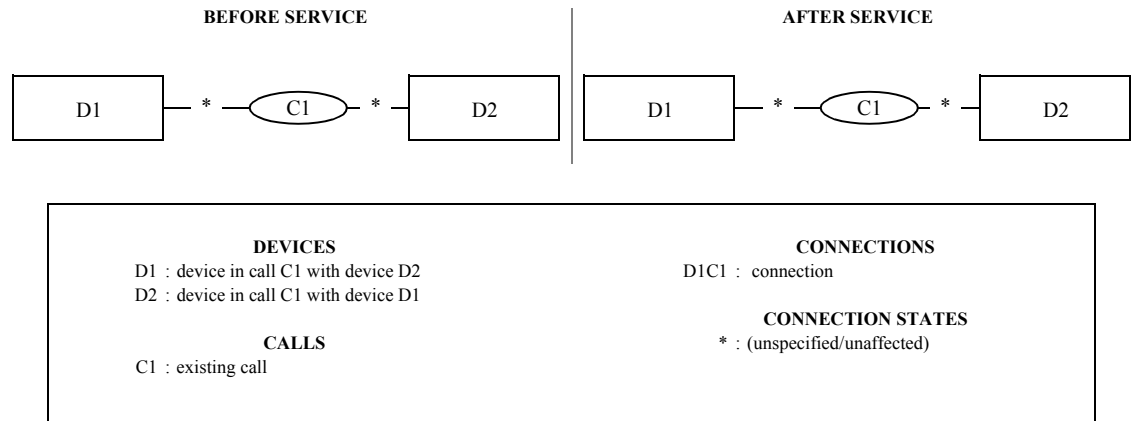 BEFORE SERVICE
AFTER SERVICE
D1 * C1 * D2
D1 * C1 * D2
DEVICES
D1 : device in call C1 with device D2
D2 : device in call C1 with device D1
CALLS
C1 : existing call
CONNECTIONS
D1C1 : connection
CONNECTION STATES
* : (unspecified/unaffected)